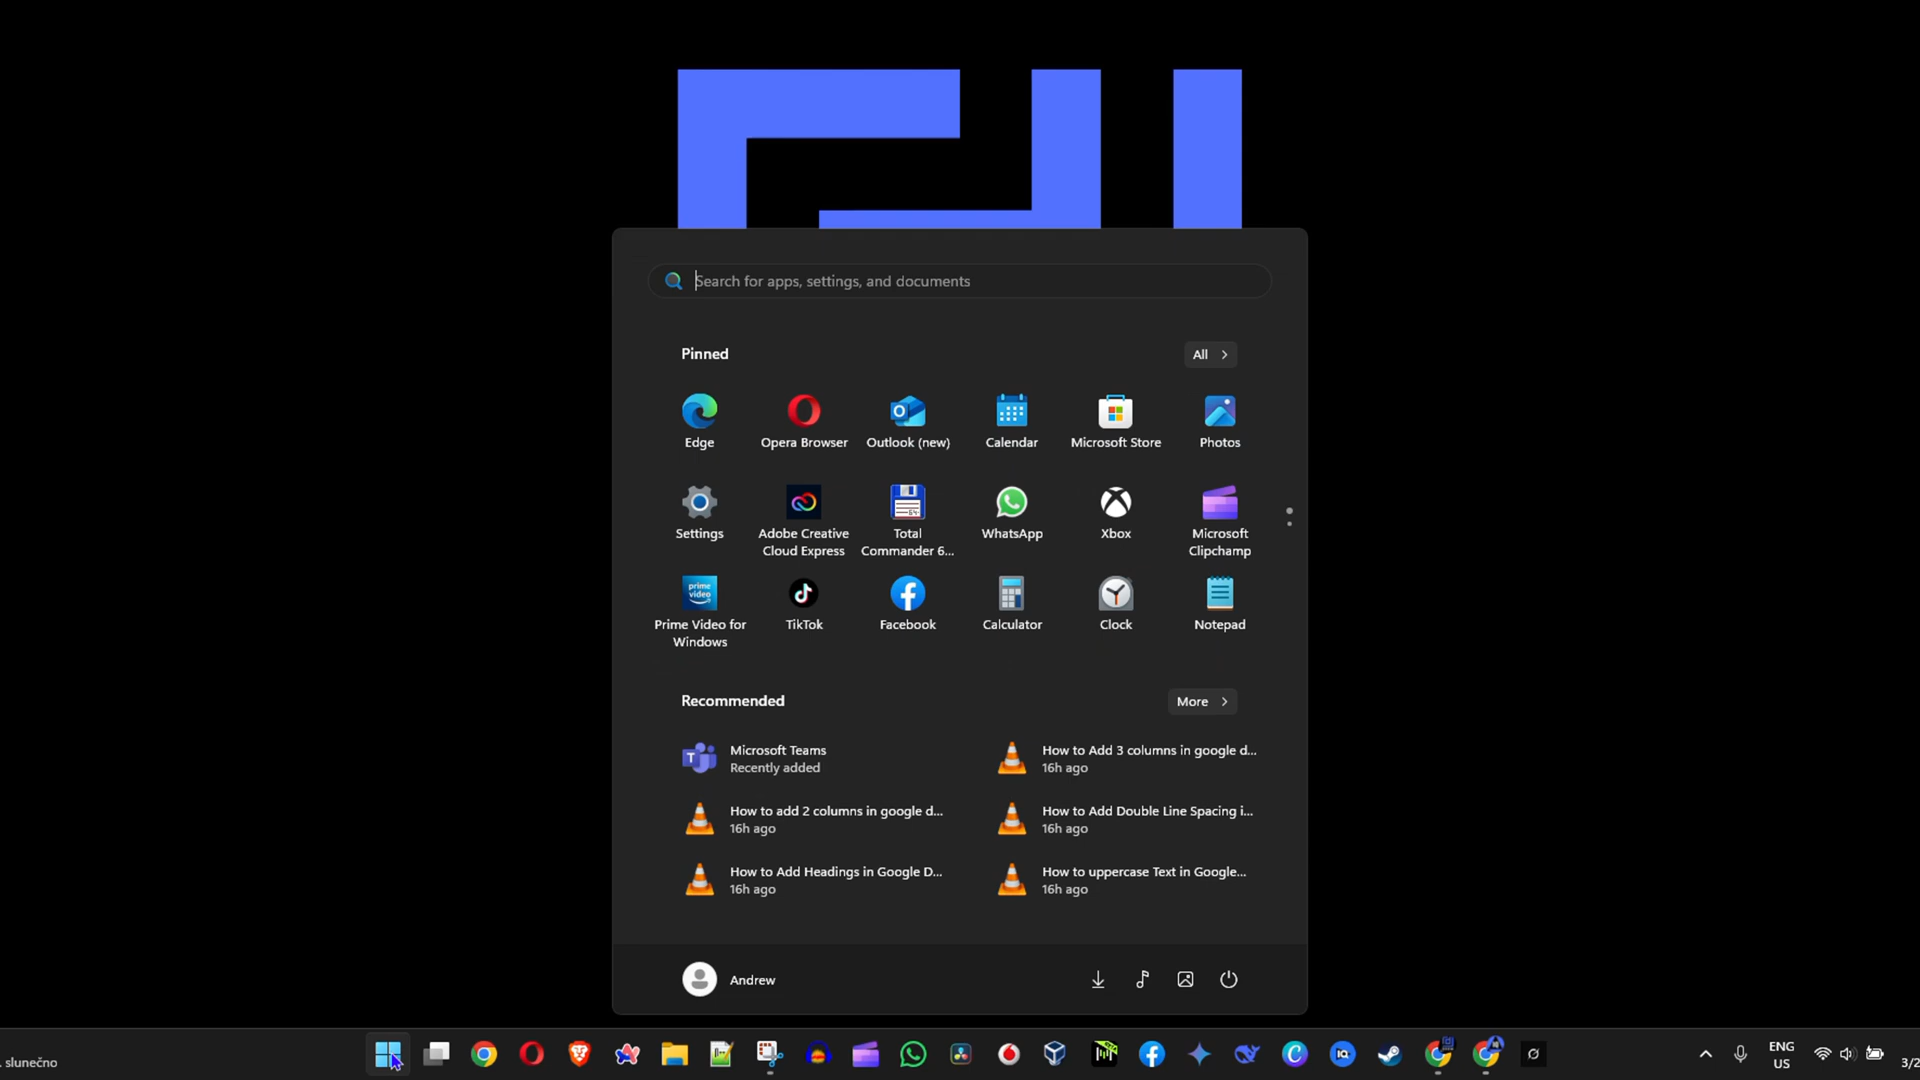 Search for apps, settings, and documents
Pinned
All
Edge
Opera Browser
Outlook (new)
Calendar
Microsoft Store
Photos
Settings
Adobe Creative
Cloud Express
Total
Commander 6...
WhatsApp
Xbox
Microsoft
Clipchamp
prime
video
Prime Video for
Windows
TikTok
Facebook
Calculator
Clock
Notepad
Recommended
More
Microsoft Teams
Recently added
How to Add 3 columns in google d...
16h ago
How to add 2 columns in google d...
16h ago
How to Add Double Line Spacing i...
16h ago
How to Add Headings in Google D...
16h ago
How to uppercase Text in Google...
16h ago
Andrew
. slunečno
ENG
US
3/2